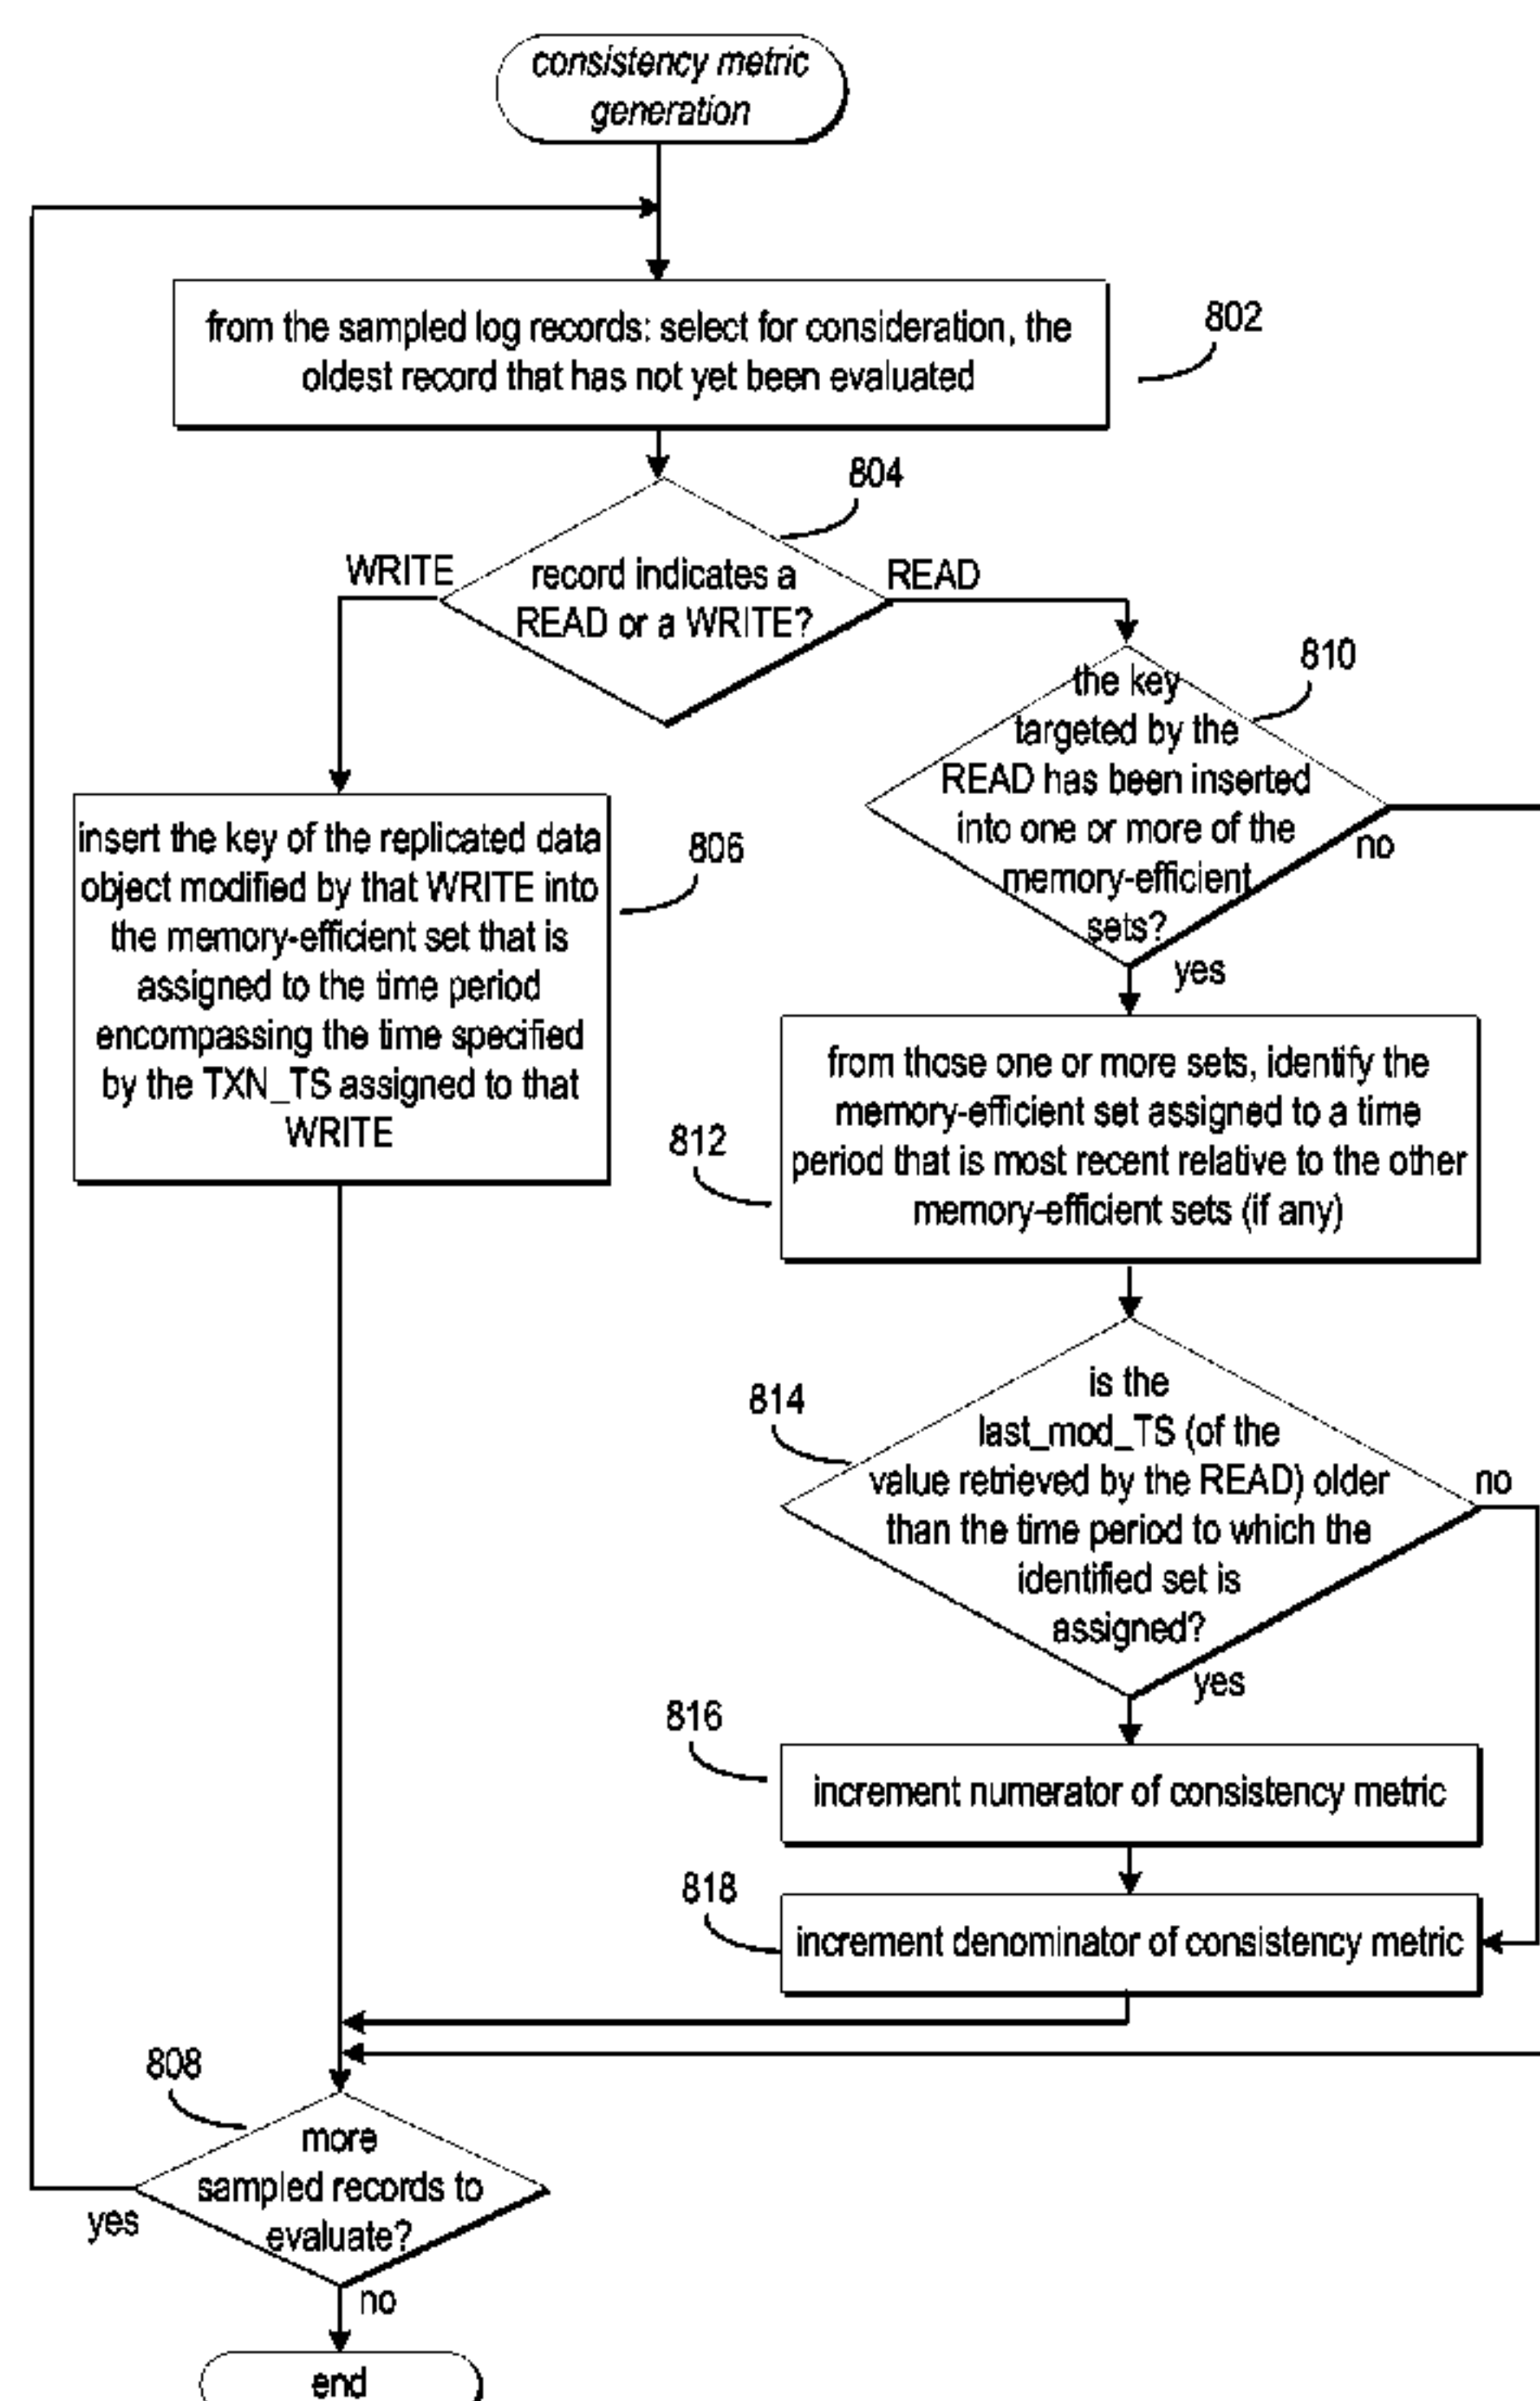 consistency metric
generation
from the sampled log records: select for consideration, the
oldest record that has not yet been evaluated
802
804
record indicates a
READ or a WRITE?
WRITE
READ
810
the key
targeted by the
READ has been inserted
into one or more of the
memory-efficient
sets?
no
yes
insert the key of the replicated data
object modified by that WRITE into
the memory-efficient set that is
assigned to the time period
encompassing the time specified
by the TXN_TS assigned to that
WRITE
806
from those one or more sets, identify the
memory-efficient set assigned to a time
period that is most recent relative to the other
memory-efficient sets (if any)
812
814
is the
last_mod_TS (of the
value retrieved by the READ) older
than the time period to which the
identified set is
assigned?
no
yes
816
increment numerator of consistency metric
818
increment denominator of consistency metric
808
more
sampled records to
evaluate?
yes
no
end